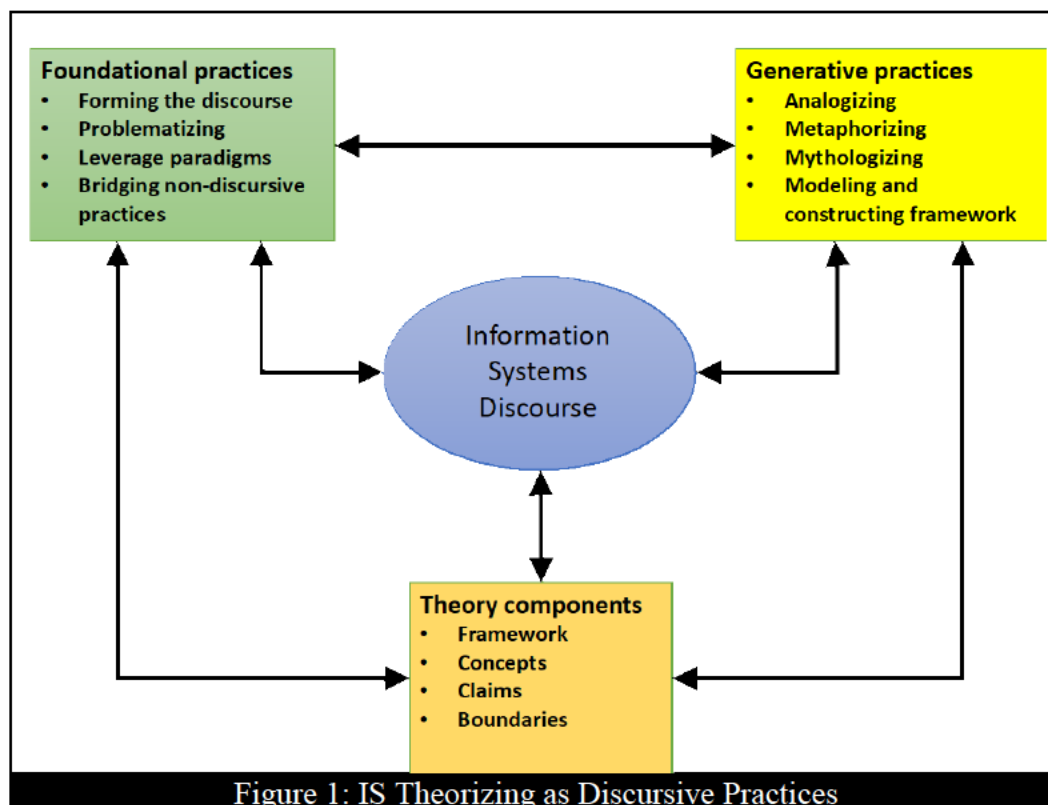 Foundational practices
• Forming the discourse
• Problematizing
• Leverage paradigms
• Bridging non-discursive
practices
Generative practices
• Analogizing
• Metaphorizing
• Mythologizing
• Modeling and
constructing framework
Information
Systems
Discourse
Theory components
• Framework
• Concepts
• Claims
• Boundaries
Figure 1: IS Theorizing as Discursive Practices